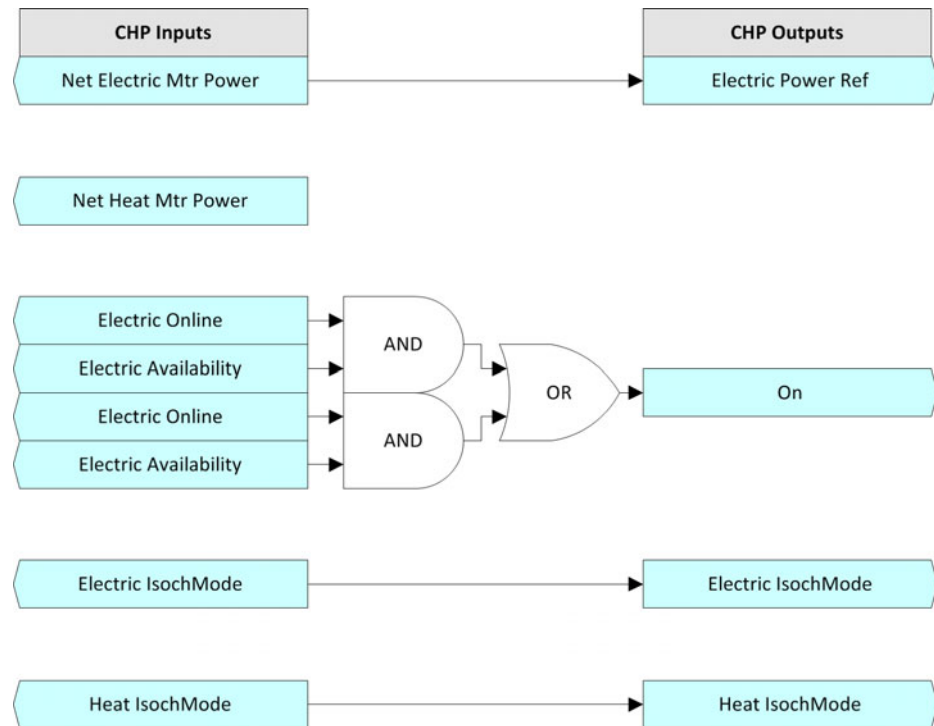 CHP Inputs
CHP Outputs
Net Electric Mtr Power
Electric Power Ref
Net Heat Mtr Power
Electric Online
Electric Availability
Electric Online
Electric Availability
AND
AND
OR
On
Electric IsochMode
Electric IsochMode
Heat IsochMode
Heat IsochMode